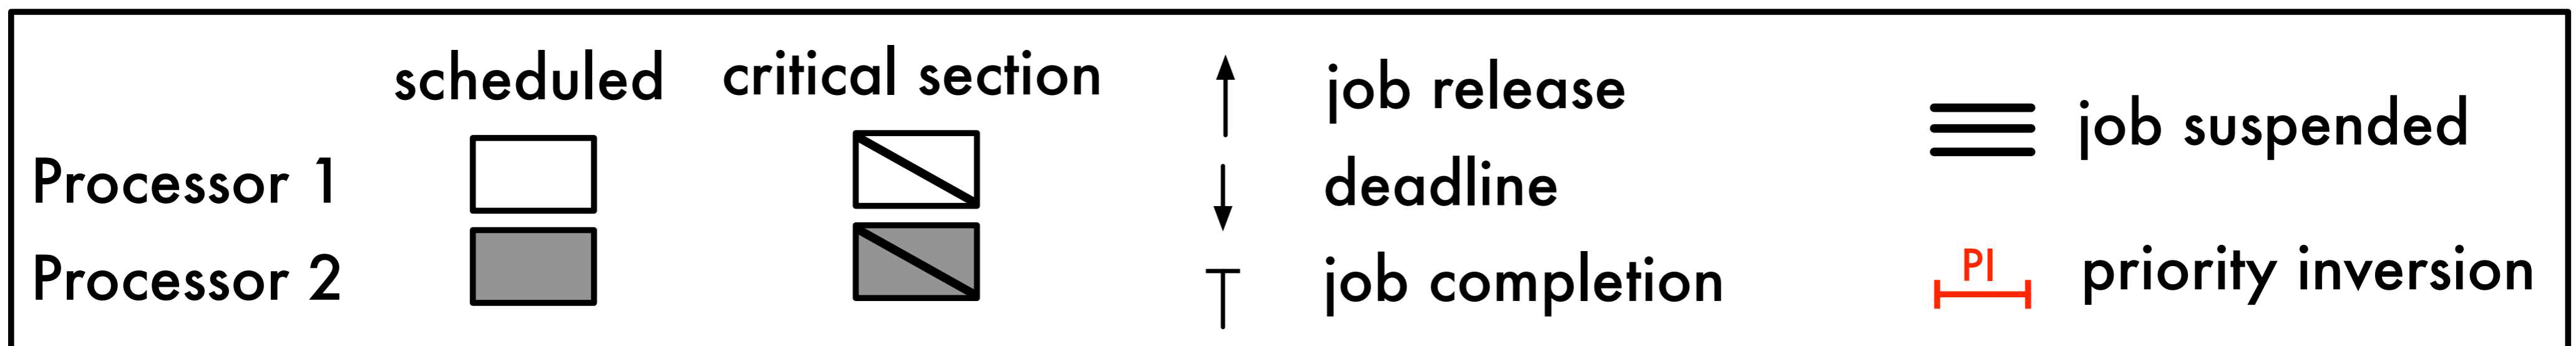 scheduled
critical section
Processor 1
Processor 2
job release
deadline
job completion
job suspended
PI
priority inversion